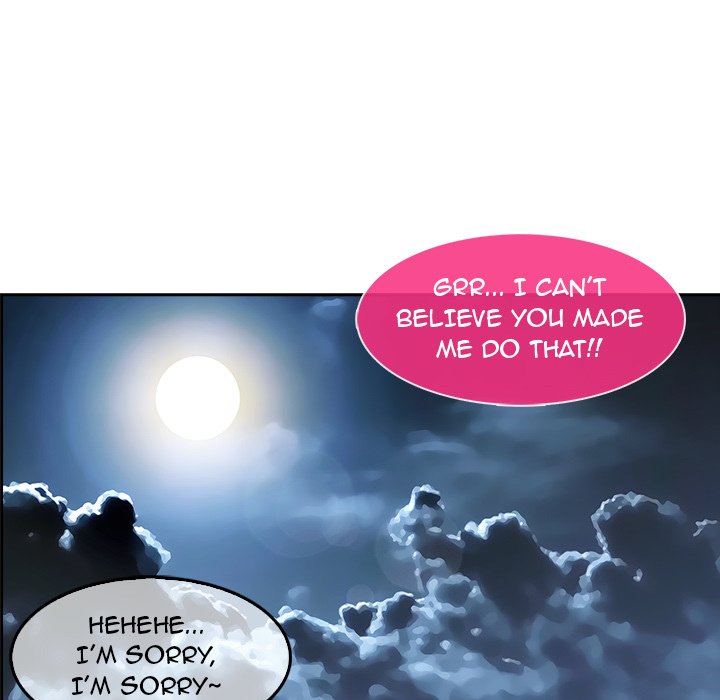 GRR... I CAN'T
BELIEVE YOU MADE
ME DO THAT!!
HEHEHE...
I'M SORRY,
I'M SORRY~